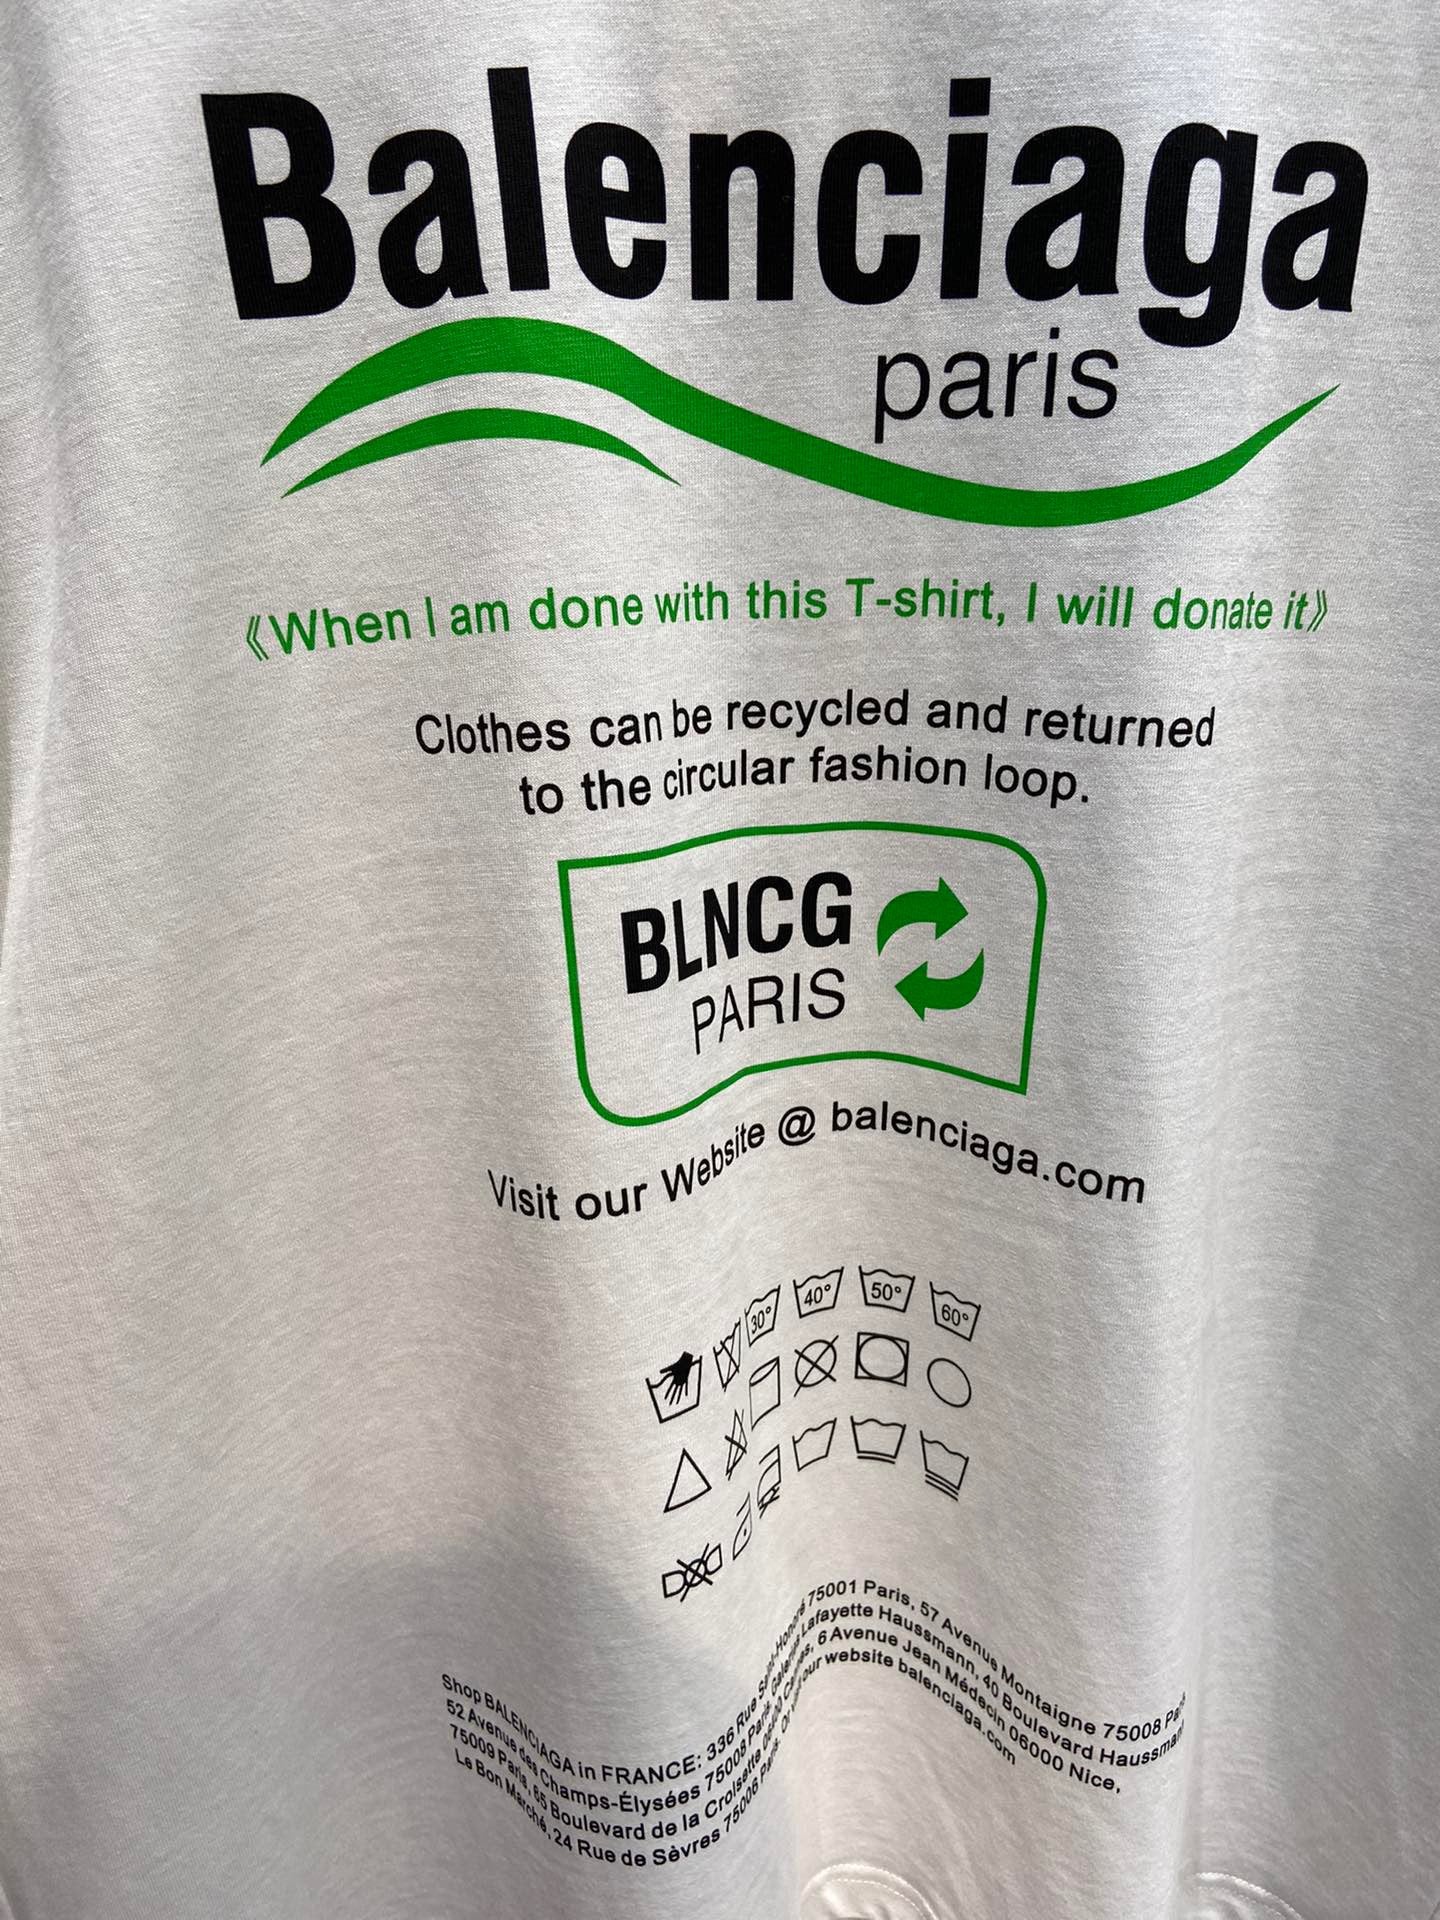 Balenciaga
paris
《When I am done with this T-shirt, I will donate it》
Clothes can be recycled and returned
to the circular fashion loop.
BLNCG
PARIS
Visit our Website @ balenciaga.com
30° 40° 50° 60°
Shop BALENCIAGA in FRANCE: 336 Rue Saint-Honoré 75001 Paris, 57 Avenue Montaigne 75008 Paris
52 Avenue des Champs-Élysées 75008 Paris, Galeries Lafayette Haussmann, 40 Boulevard Haussman
75009 Paris, 65 Boulevard de la Croisette 06400 Cannes, 6 Avenue Jean Médecin 06000 Nice,
Le Bon Marché, 24 Rue de Sèvres 75006 Paris. Or visit our website balenciaga.com